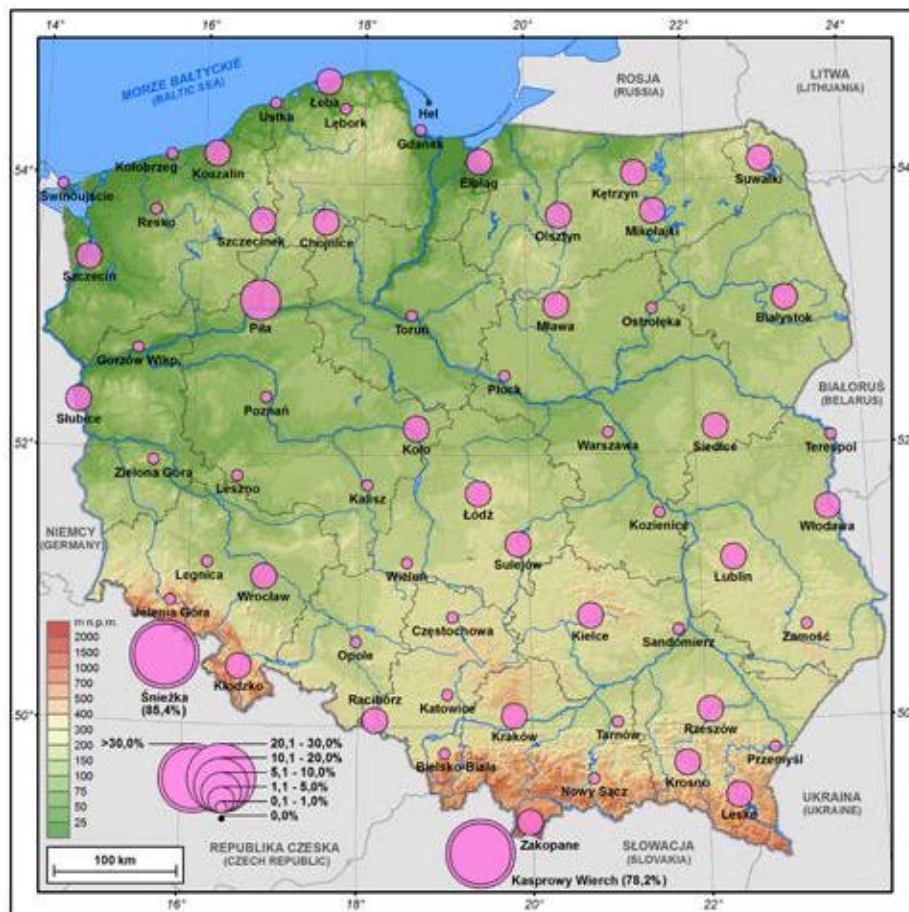 14°
16°
18°
20°
22°
24°
MORZE BAŁTYCKIE
(BALTIC SEA)
ROSJA
(RUSSIA)
LITWA
(LITHUANIA)
Łeba
Hel
Ustka
Lębork
Gdańsk
54°
54°
Kołobrzeg
Koszalin
Elbląg
Kętrzyn
Suwałki
Świnoujście
Resko
Szczecinek
Chojnice
Olsztyn
Mikołajki
Szczecin
Piła
Toruń
Mława
Ostrołęka
Białystok
Gorzów Wlkp.
Płock
BIAŁORUŚ
(BELARUS)
Słubice
Poznań
Koło
Warszawa
Siedlce
Terespol
52°
52°
Zielona Góra
Leszno
Kalisz
Łódź
Kozienice
Włodawa
NIEMCY
(GERMANY)
Legnica
Wrocław
Wieluń
Sulejów
Lublin
Jelenia Góra
Częstochowa
Kielce
Sandomierz
Zamość
m n.p.m.
2000
1500
1000
700
500
400
300
200
150
100
75
50
25
Śnieżka
(85,4%)
Kłodzko
Opole
Racibórz
Katowice
Kraków
Tarnów
Rzeszów
Przemyśl
50°
50°
>30,0%
20,1 - 30,0%
10,1 - 20,0%
5,1 - 10,0%
1,1 - 5,0%
0,1 - 1,0%
0,0%
Bielsko-Biała
Nowy Sącz
Krosno
Lesko
UKRAINA
(UKRAINE)
100 km
REPUBLIKA CZESKA
(CZECH REPUBLIC)
Zakopane
SŁOWACJA
(SLOVAKIA)
Kasprowy Wierch (78,2%)
16°
18°
20°
22°